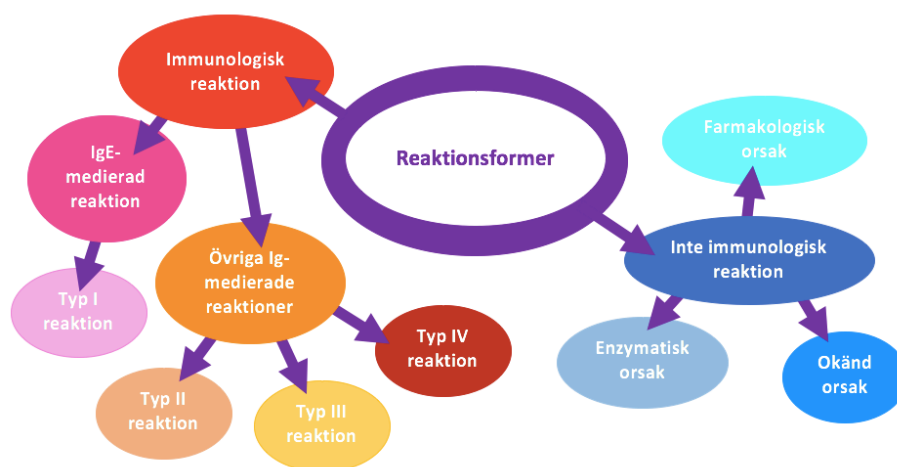 Immunologisk
reaktion
Reaktionsformer
Farmakologisk
orsak
IgE-
medierad
reaktion
Inte immunologisk
reaktion
Övriga Ig-
medierade
reaktioner
Typ I
reaktion
Typ IV
reaktion
Enzymatisk
orsak
Okänd
orsak
Typ II
reaktion
Typ III
reaktion